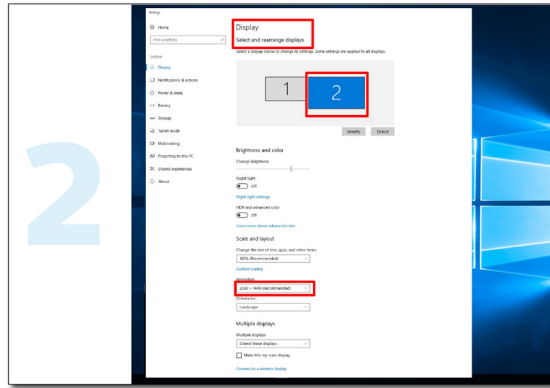 2
Settings
Home
Find a setting
System
Display
Notifications & actions
Power & sleep
Battery
Storage
Tablet mode
Multitasking
Projecting to this PC
Shared experiences
About
Display
Select and rearrange displays
Select a display below to change its settings. Some settings are applied to all displays.
1
2
Identify
Detect
Brightness and color
Change brightness
Night light
Off
Night light settings
HDR and advanced color
Off
Learn more about advanced color
Scale and layout
Change the size of text, apps, and other items
100% (Recommended)
Custom scaling
Resolution
2560 × 1440 (Recommended)
Orientation
Landscape
Multiple displays
Multiple displays
Extend these displays
Make this my main display
Connect to a wireless display